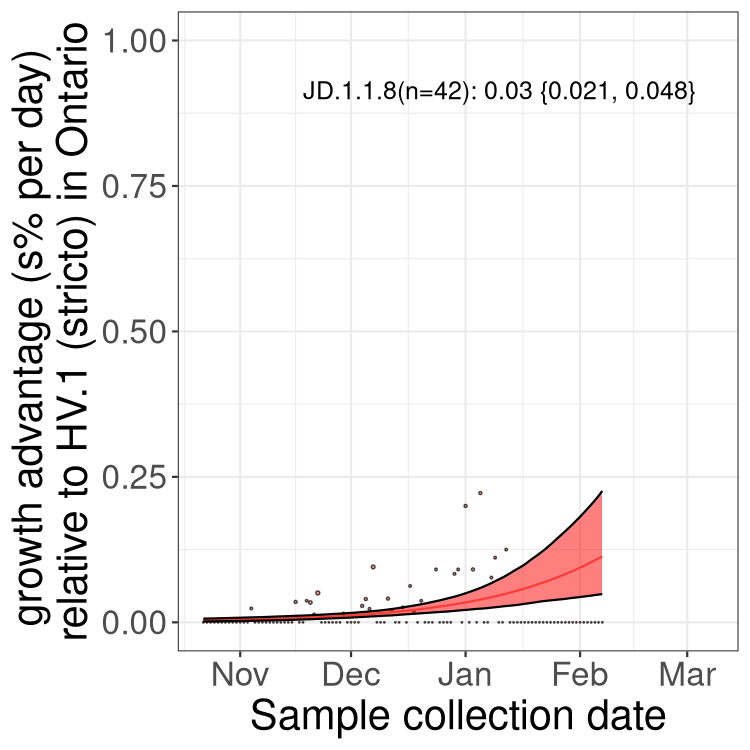 growth advantage (s% per day)
relative to HV.1 (stricto) in Ontario
1.00
0.75
0.50
0.25
0.00
JD.1.1.8(n=42): 0.03 {0.021, 0.048}
Nov Dec Jan Feb Mar
Sample collection date